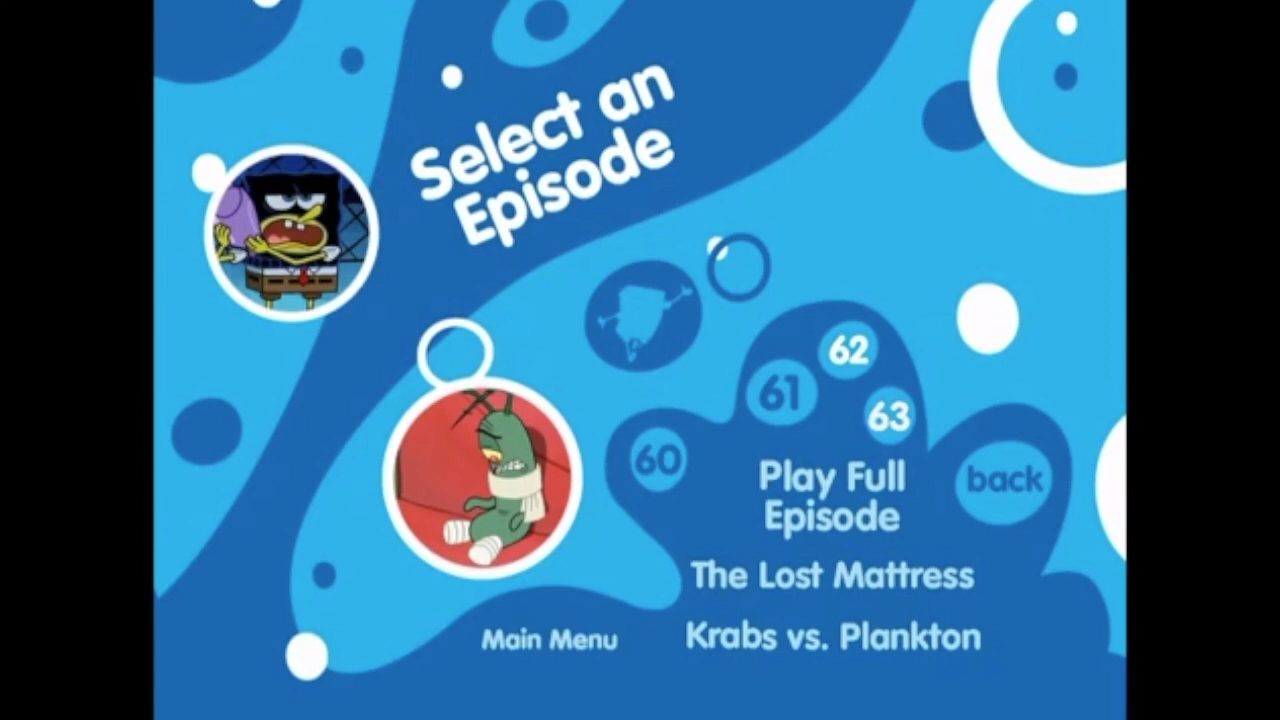 Select an
Episode
62
61
63
60
Play Full
Episode
back
The Lost Mattress
Krabs vs. Plankton
Main Menu